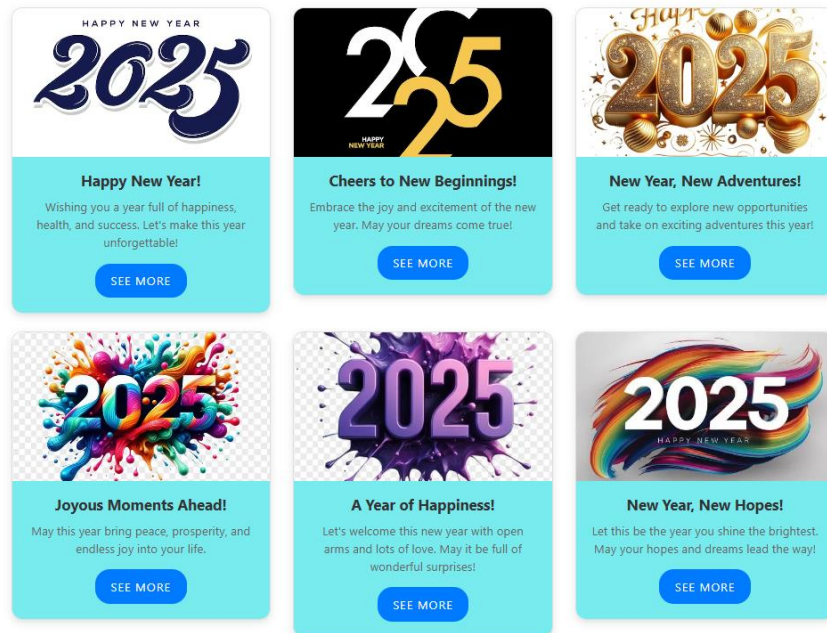 HAPPY NEW YEAR
2025
Happy New Year!
Wishing you a year full of happiness,
health, and success. Let's make this year
unforgettable!
SEE MORE
2025
HAPPY
NEW YEAR
Cheers to New Beginnings!
Embrace the joy and excitement of the new
year. May your dreams come true!
SEE MORE
Happy
2025
New Year, New Adventures!
Get ready to explore new opportunities
and take on exciting adventures this year!
SEE MORE
2025
Joyous Moments Ahead!
May this year bring peace, prosperity, and
endless joy into your life.
SEE MORE
2025
A Year of Happiness!
Let's welcome this new year with open
arms and lots of love. May it be full of
wonderful surprises!
SEE MORE
2025
HAPPY NEW YEAR
New Year, New Hopes!
Let this be the year you shine the brightest.
May your hopes and dreams lead the way!
SEE MORE